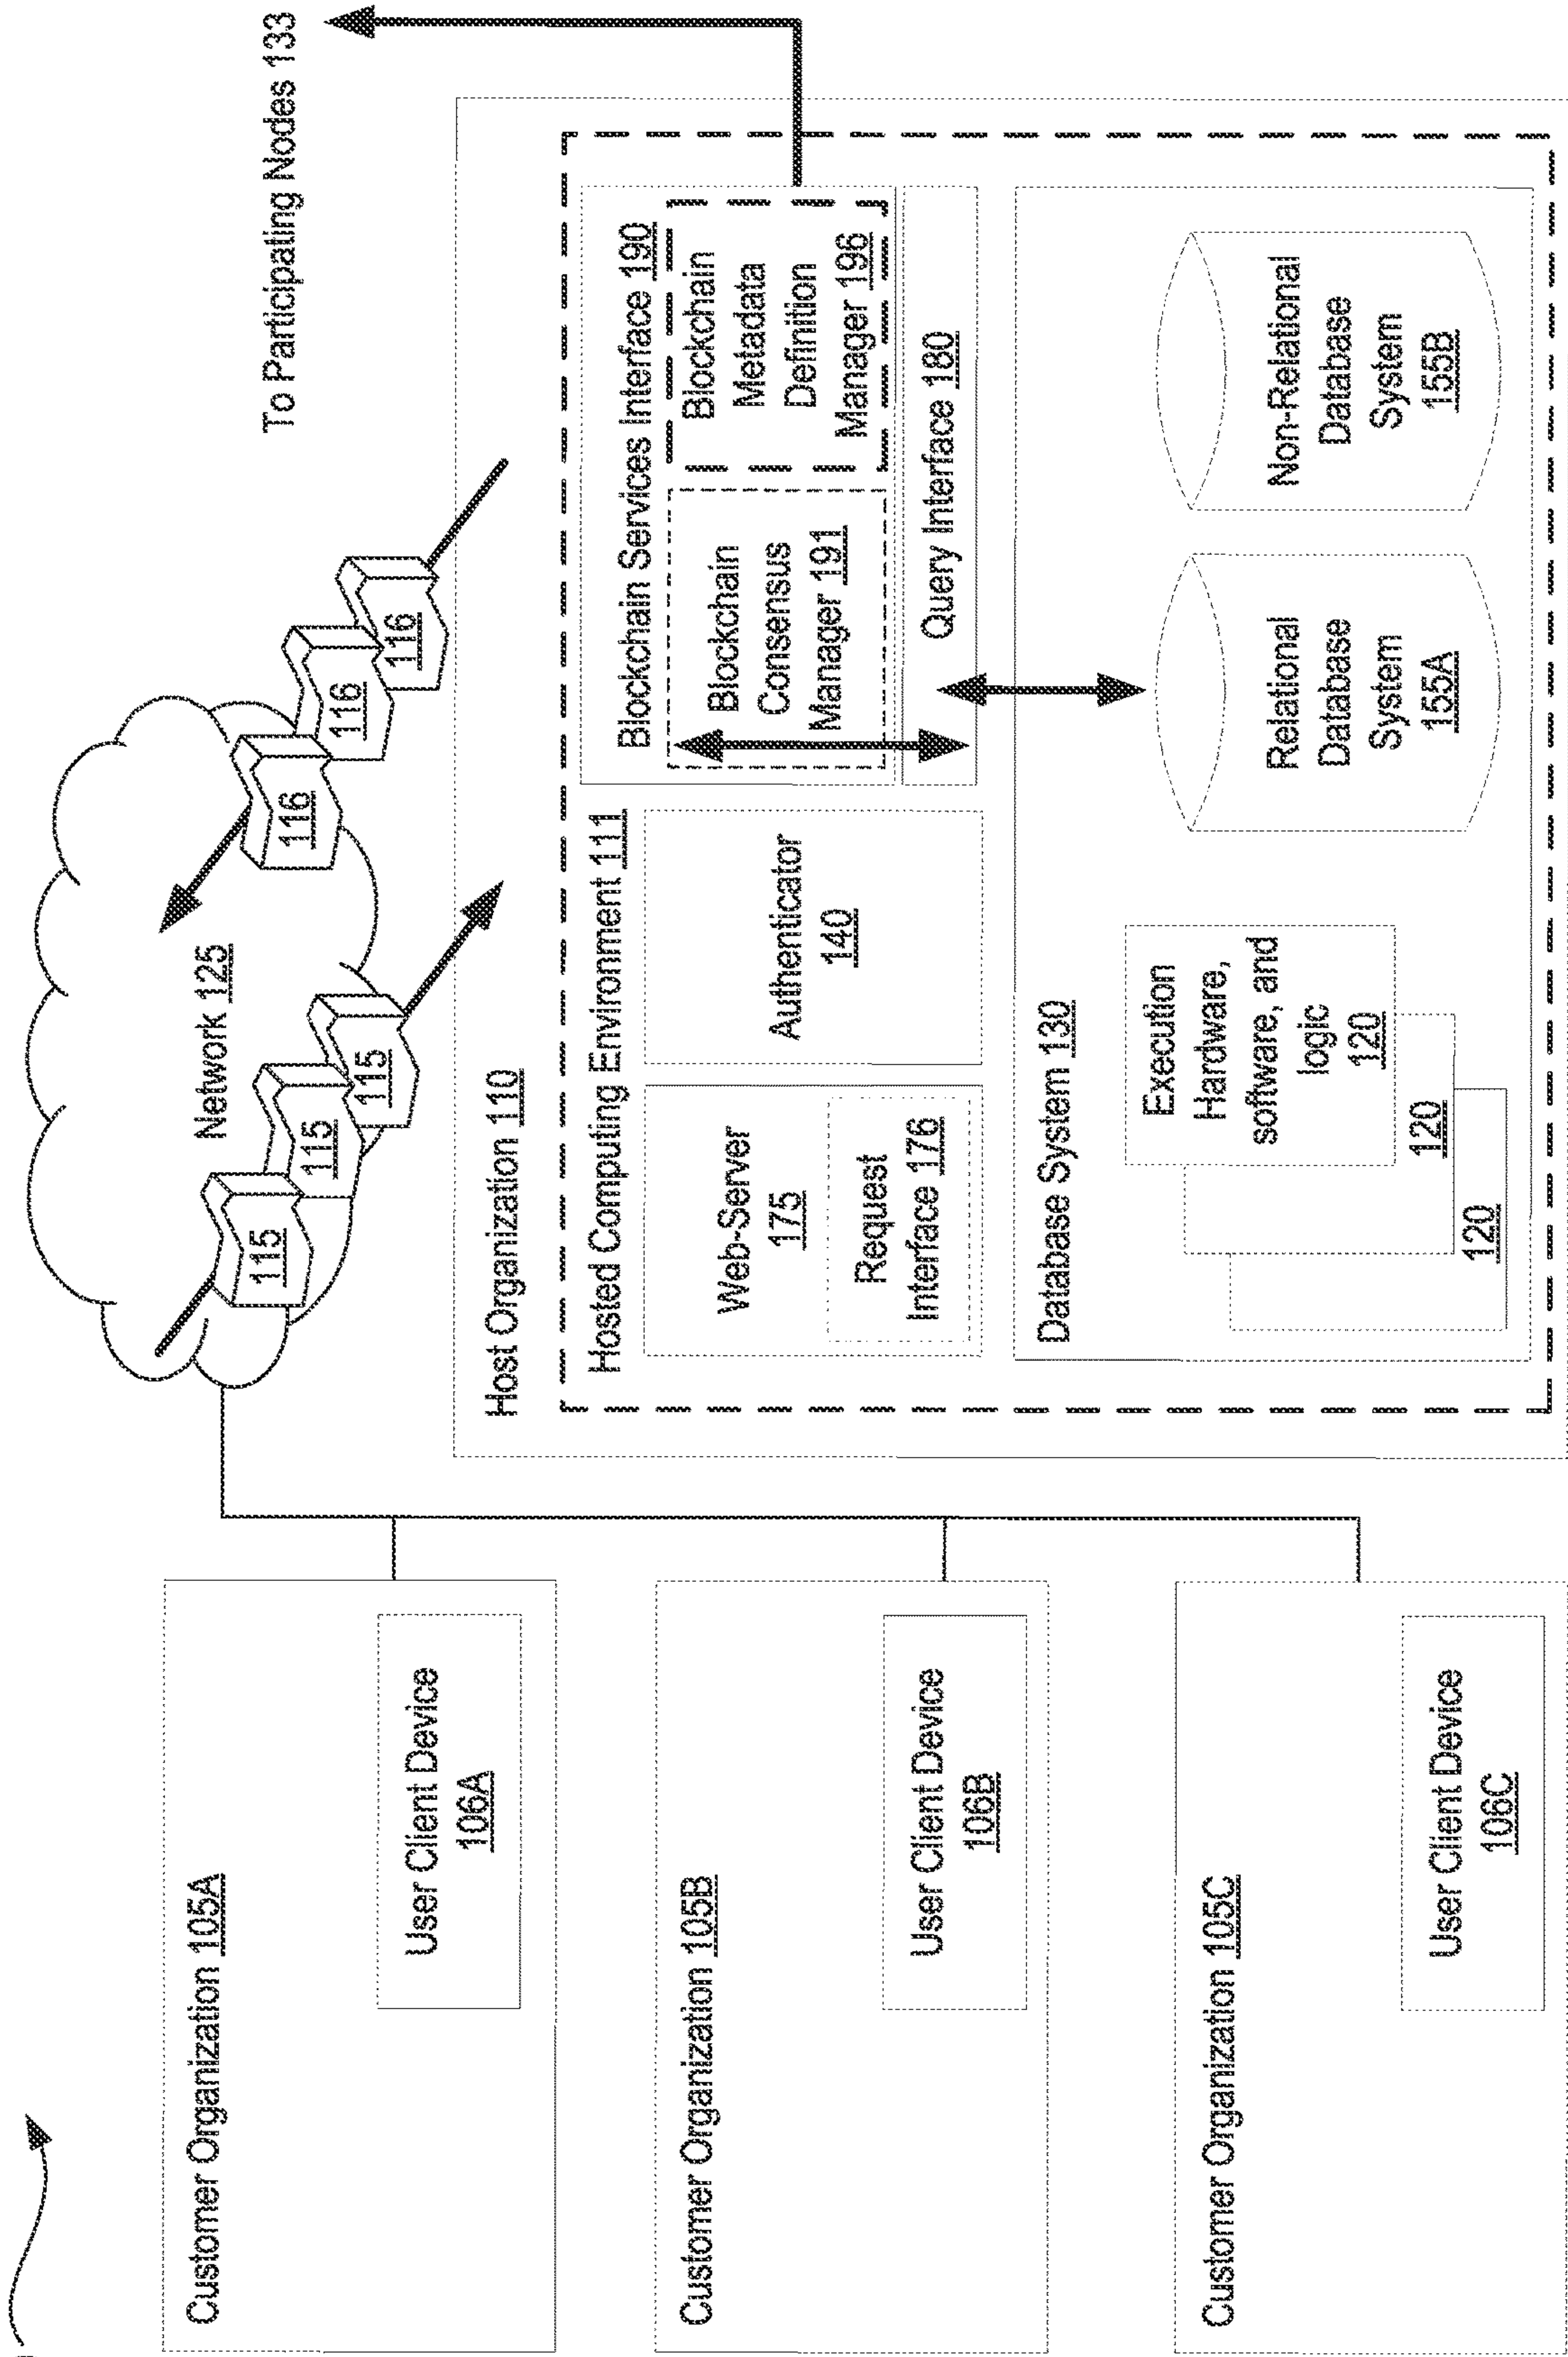 To Participating Nodes 133
Network 125
115
115
115
116
116
116
Customer Organization 105A
User Client Device
106A
Customer Organization 105B
User Client Device
106B
Customer Organization 105C
User Client Device
106C
Host Organization 110
Hosted Computing Environment 111
Web-Server
175
Request
Interface 176
Authenticator
140
Blockchain Services Interface 190
Blockchain
Consensus
Manager 191
Blockchain
Metadata
Definition
Manager 196
Query Interface 180
Database System 130
Execution
Hardware,
software, and
logic
120
120
120
Relational
Database
System
155A
Non-Relational
Database
System
155B